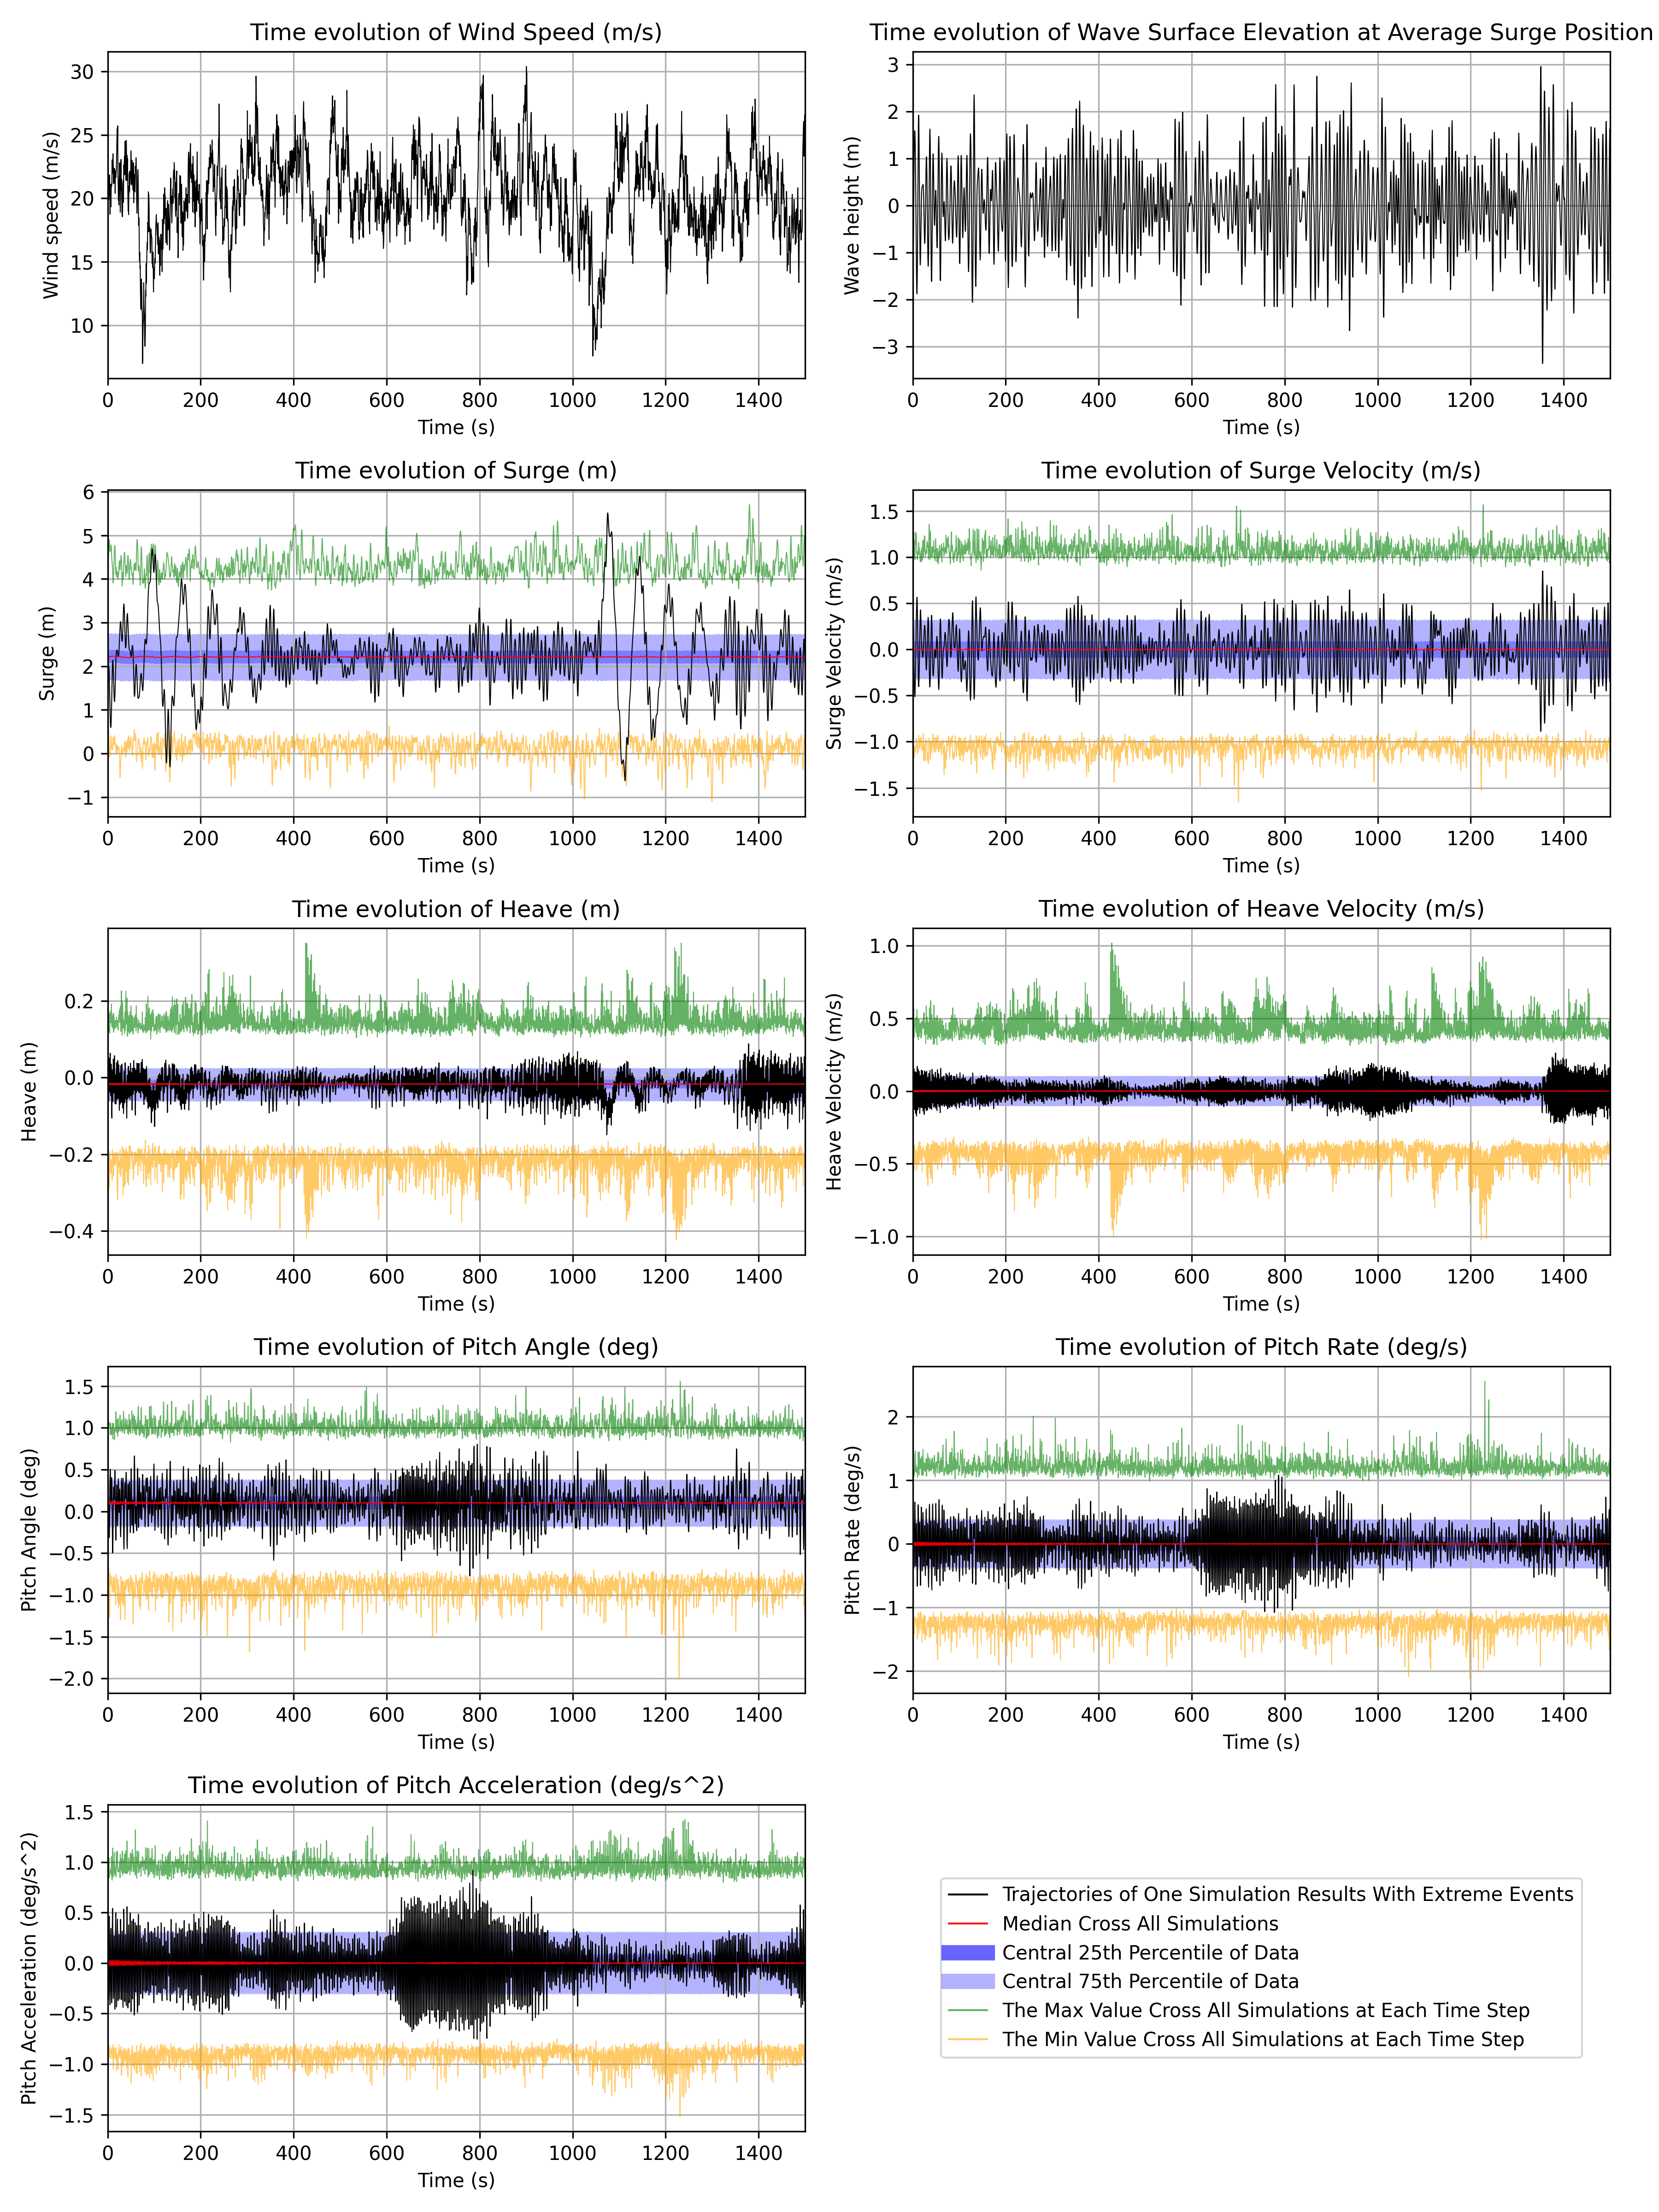 Time evolution of Wind Speed (m/s)
30
25
20
15
10
Wind speed (m/s)
0 200 400 600 800 1000 1200 1400
Time (s)
Time evolution of Wave Surface Elevation at Average Surge Position
3
2
1
0
−1
−2
−3
Wave height (m)
0 200 400 600 800 1000 1200 1400
Time (s)
Time evolution of Surge (m)
6
5
4
3
2
1
0
−1
Surge (m)
0 200 400 600 800 1000 1200 1400
Time (s)
Time evolution of Surge Velocity (m/s)
1.5
1.0
0.5
0.0
−0.5
−1.0
−1.5
Surge Velocity (m/s)
0 200 400 600 800 1000 1200 1400
Time (s)
Time evolution of Heave (m)
0.2
0.0
−0.2
−0.4
Heave (m)
0 200 400 600 800 1000 1200 1400
Time (s)
Time evolution of Heave Velocity (m/s)
1.0
0.5
0.0
−0.5
−1.0
Heave Velocity (m/s)
0 200 400 600 800 1000 1200 1400
Time (s)
Time evolution of Pitch Angle (deg)
1.5
1.0
0.5
0.0
−0.5
−1.0
−1.5
−2.0
Pitch Angle (deg)
0 200 400 600 800 1000 1200 1400
Time (s)
Time evolution of Pitch Rate (deg/s)
2
1
0
−1
−2
Pitch Rate (deg/s)
0 200 400 600 800 1000 1200 1400
Time (s)
Time evolution of Pitch Acceleration (deg/s^2)
1.5
1.0
0.5
0.0
−0.5
−1.0
−1.5
Pitch Acceleration (deg/s^2)
0 200 400 600 800 1000 1200 1400
Time (s)
Trajectories of One Simulation Results With Extreme Events
Median Cross All Simulations
Central 25th Percentile of Data
Central 75th Percentile of Data
The Max Value Cross All Simulations at Each Time Step
The Min Value Cross All Simulations at Each Time Step